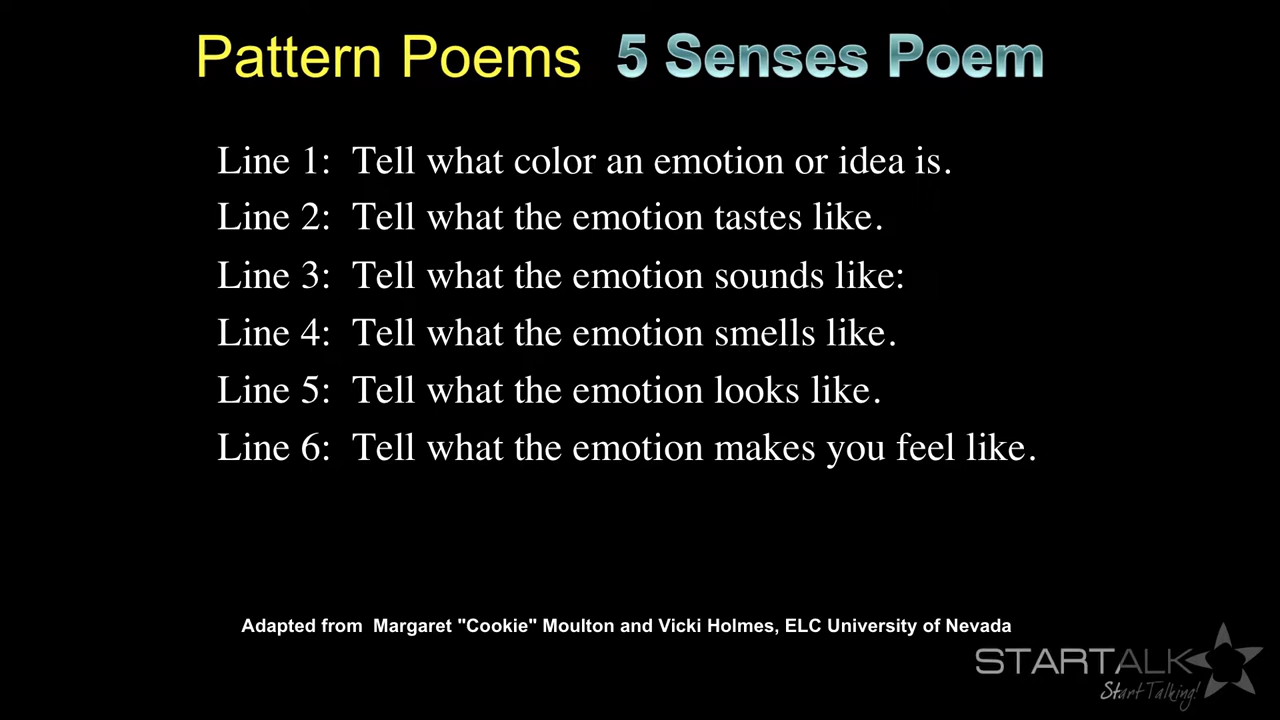 Pattern Poems 5 Senses Poem
Line 1: Tell what color an emotion or idea is.
Line 2: Tell what the emotion tastes like.
Line 3: Tell what the emotion sounds like:
Line 4: Tell what the emotion smells like.
Line 5: Tell what the emotion looks like.
Line 6: Tell what the emotion makes you feel like.
Adapted from Margaret "Cookie" Moulton and Vicki Holmes, ELC University of Nevada
STARTALK
Start Talking!